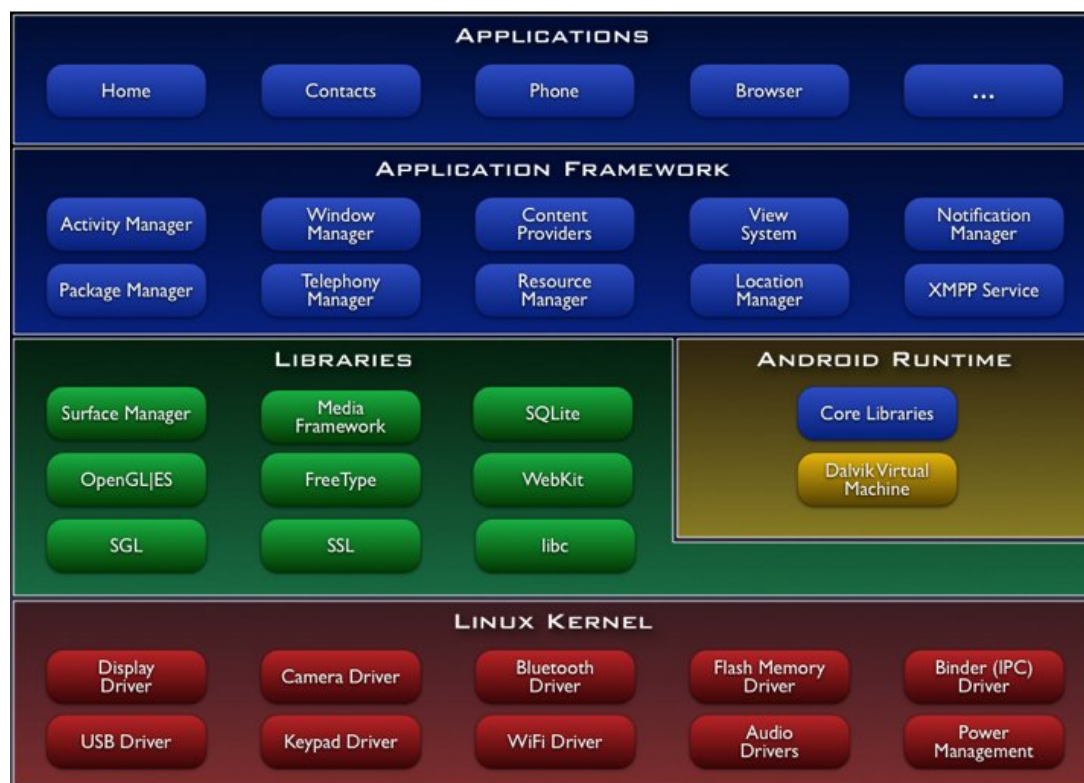 APPLICATIONS
Home
Contacts
Phone
Browser
...
APPLICATION FRAMEWORK
Activity Manager
Window
Manager
Content
Providers
View
System
Notification
Manager
Package Manager
Telephony
Manager
Resource
Manager
Location
Manager
XMPP Service
LIBRARIES
Surface Manager
Media
Framework
SQLite
OpenGL|ES
FreeType
WebKit
SGL
SSL
libc
ANDROID RUNTIME
Core Libraries
Dalvik Virtual
Machine
LINUX KERNEL
Display
Driver
Camera Driver
Bluetooth
Driver
Flash Memory
Driver
Binder (IPC)
Driver
USB Driver
Keypad Driver
WiFi Driver
Audio
Drivers
Power
Management